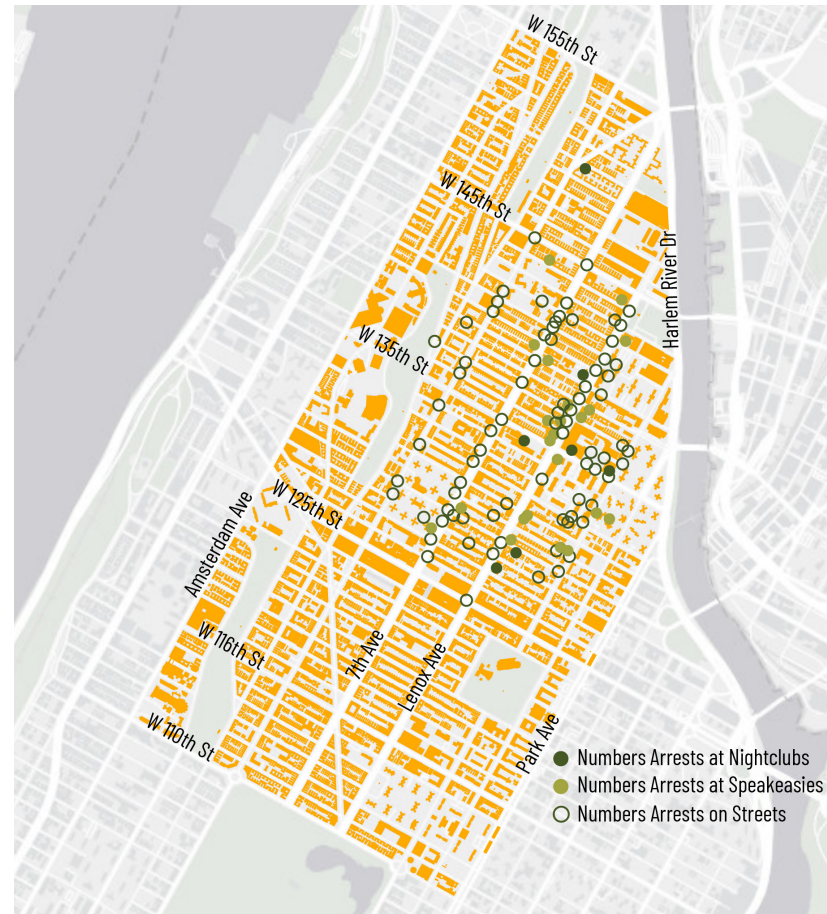 W 155th St
W 145th St
Harlem River Dr
W 135th St
W 125th St
Amsterdam Ave
W 116th St
7th Ave
Lenox Ave
W 110th St
Park Ave
Numbers Arrests at Nightclubs
Numbers Arrests at Speakeasies
Numbers Arrests on Streets